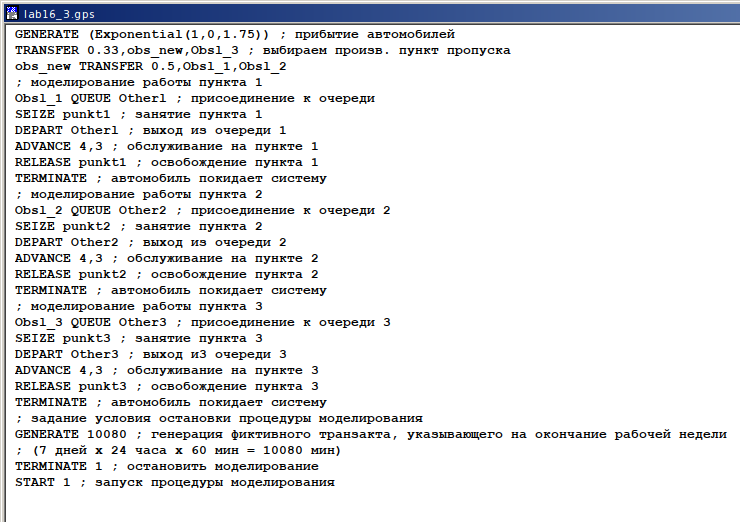 lab16_3.gps
GENERATE (Exponential(1,0,1.75)) ; прибытие автомобилей
TRANSFER 0.33,obs_new,Obsl_3 ; выбираем произв. пункт пропуска
obs_new TRANSFER 0.5,Obsl_1,Obsl_2
; моделирование работы пункта 1
Obsl_1 QUEUE Other1 ; присоединение к очереди
SEIZE punkt1 ; занятие пункта 1
DEPART Other1 ; выход из очереди 1
ADVANCE 4,3 ; обслуживание на пункте 1
RELEASE punkt1 ; освобождение пункта 1
TERMINATE ; автомобиль покидает систему
; моделирование работы пункта 2
Obsl_2 QUEUE Other2 ; присоединение к очереди 2
SEIZE punkt2 ; занятие пункта 2
DEPART Other2 ; выход из очереди 2
ADVANCE 4,3 ; обслуживание на пункте 2
RELEASE punkt2 ; освобождение пункта 2
TERMINATE ; автомобиль покидает систему
; моделирование работы пункта 3
Obsl_3 QUEUE Other3 ; присоединение к очереди 3
SEIZE punkt3 ; занятие пункта 3
DEPART Other3 ; выход и3 очереди 3
ADVANCE 4,3 ; обслуживание на пункте 3
RELEASE punkt3 ; освобождение пункта 3
TERMINATE ; автомобиль покидает систему
; задание условия остановки процедуры моделирования
GENERATE 10080 ; генерация фиктивного транзакта, указывающего на окончание рабочей недели
; (7 дней х 24 часа х 60 мин = 10080 мин)
TERMINATE 1 ; остановить моделирование
START 1 ; запуск процедуры моделирования